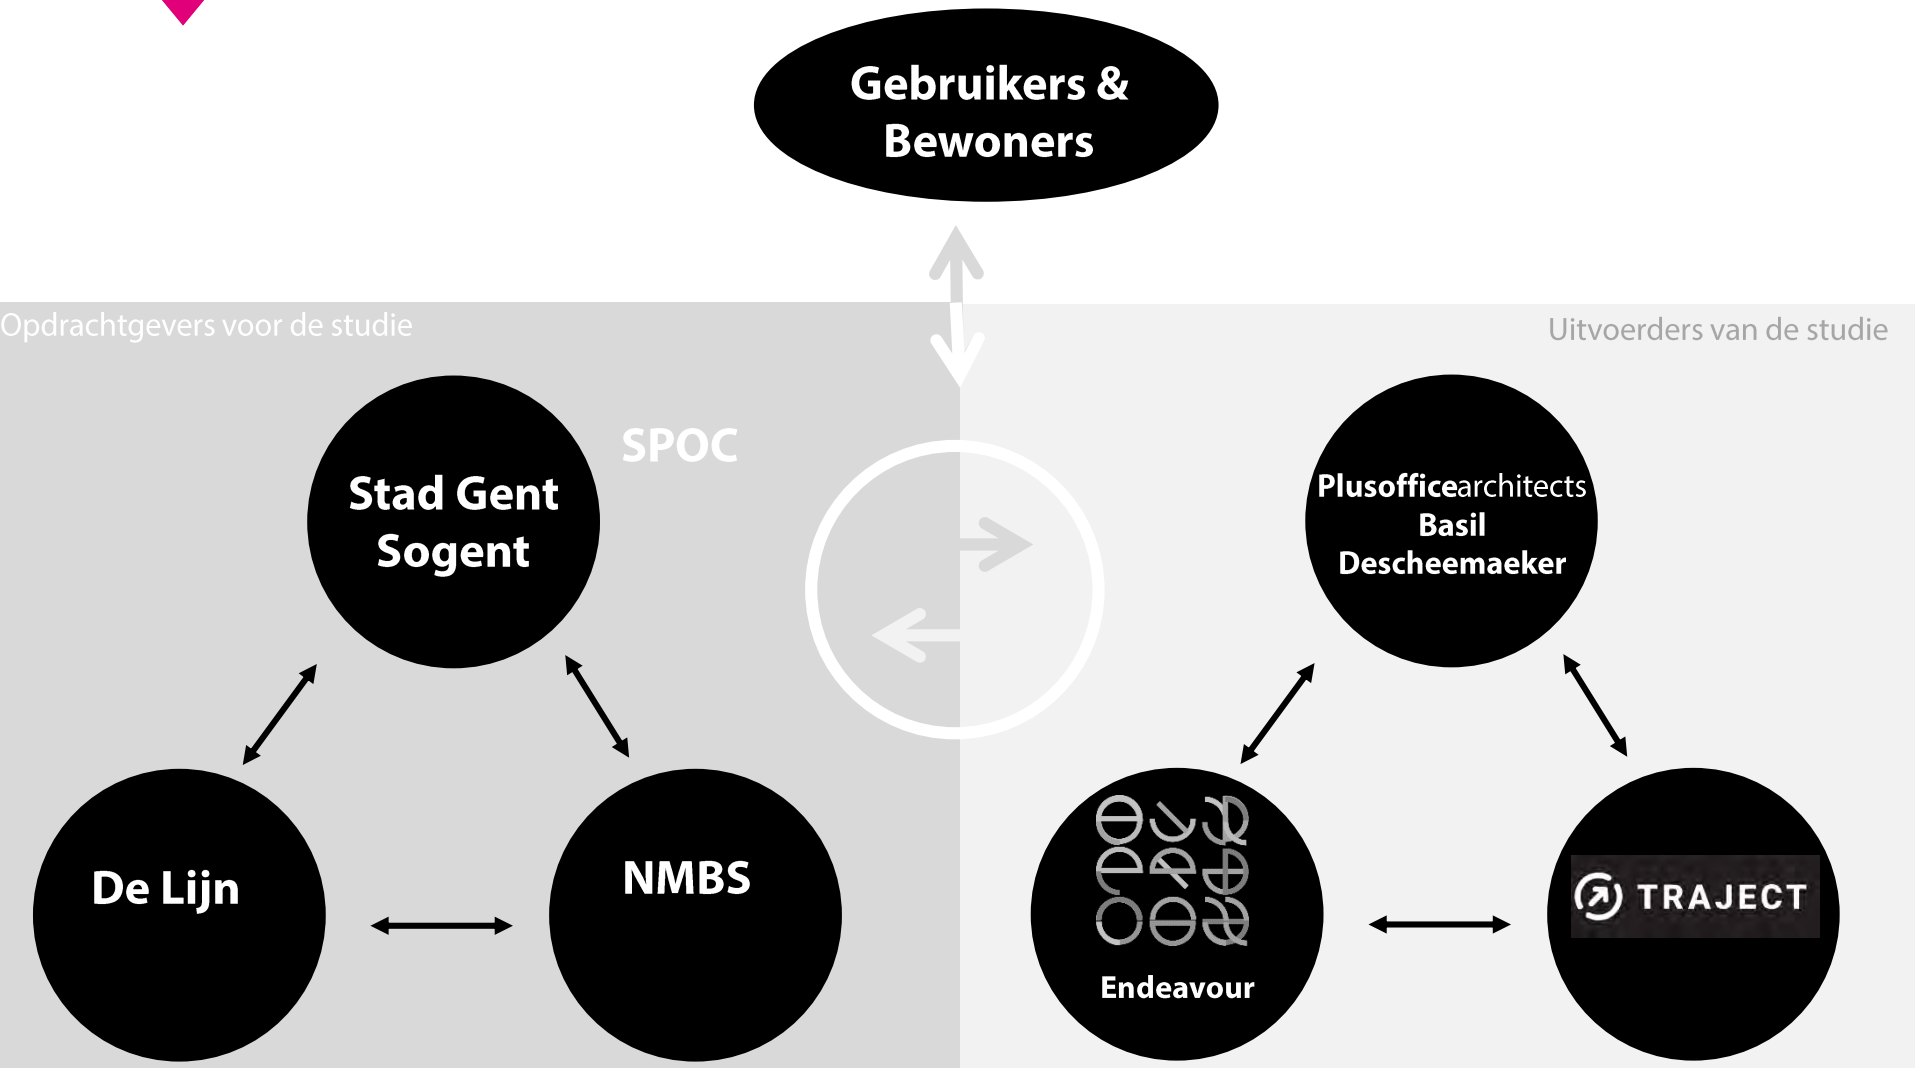 Gebruikers &
Bewoners
Opdrachtgevers voor de studie
Uitvoerders van de studie
SPOC
Stad Gent
Sogent
De Lijn
NMBS
Plusofficearchitects
Basil
Descheemaeker
Endeavour
TRAJECT